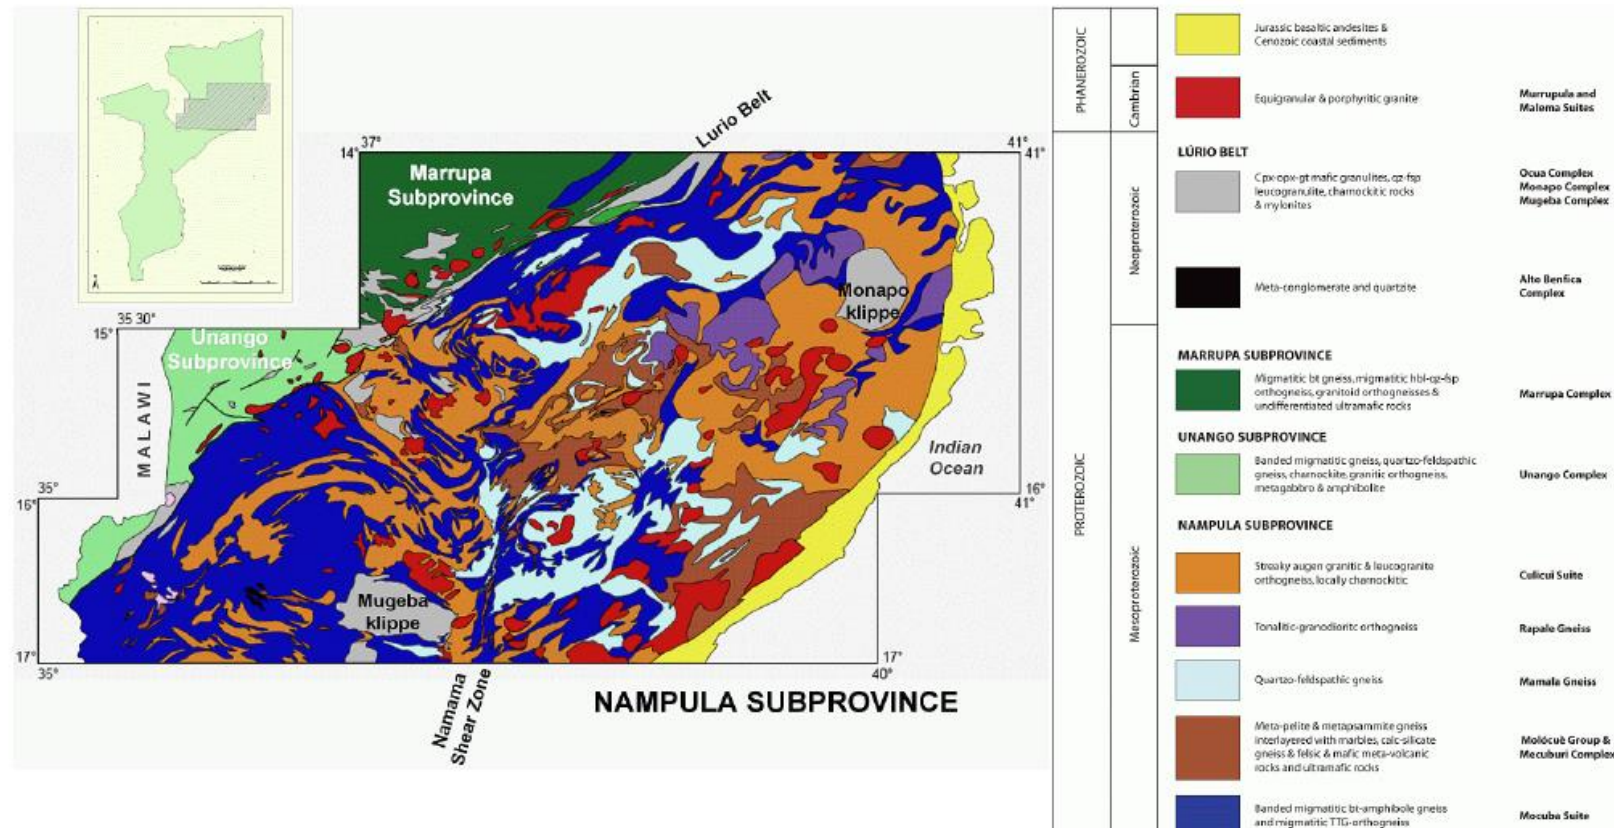 Lurio Belt
14°
37°
41°
41°
Marrupa
Subprovince
Monapo
klippe
35 30'
15°
Unango
Subprovince
MALAWI
Indian
Ocean
35°
16°
16°
41°
Mugeba
klippe
17°
35°
17°
40°
Namama
Shear Zone
NAMPULA SUBPROVINCE
PHANEROZOIC
Cambrian
PROTEROZOIC
Neoproterozoic
Mesoproterozoic
Jurassic basaltic andesites &
Cenozoic coastal sediments
Equigranular & porphyritic granite
Murrupula and
Malema Suites
LÚRIO BELT
Cpx-opx-gt mafic granulites, qz-fsp
leucogranulite, charnockitic rocks
& mylonites
Ocua Complex
Monapo Complex
Mugeba Complex
Meta-conglomerate and quartzite
Alto Benfica
Complex
MARRUPA SUBPROVINCE
Migmatitic bt gneiss, migmatitic hbl-qz-fsp
orthogneiss, granitoid orthogneisses &
undifferentiated ultramafic rocks
Marrupa Complex
UNANGO SUBPROVINCE
Banded migmatitic gneiss, quartzo-feldspathic
gneiss, charnockite, granitic orthogneiss,
metagabbro & amphibolite
Unango Complex
NAMPULA SUBPROVINCE
Streaky augen granitic & leucogranite
orthogneiss, locally charnockitic
Culicui Suite
Tonalitic-granodioritc orthogneiss
Rapale Gneiss
Quartzo-feldspathic gneiss
Mamala Gneiss
Meta-pelite & metapsammite gneiss
interlayered with marbles, calc-silicate
gneiss & felsic & mafic meta-volcanic
rocks and ultramafic rocks
Molócuè Group &
Mecuburi Complex
Banded migmatitic bt-amphibole gneiss
and migmatitic TTG-orthogneiss
Mocuba Suite